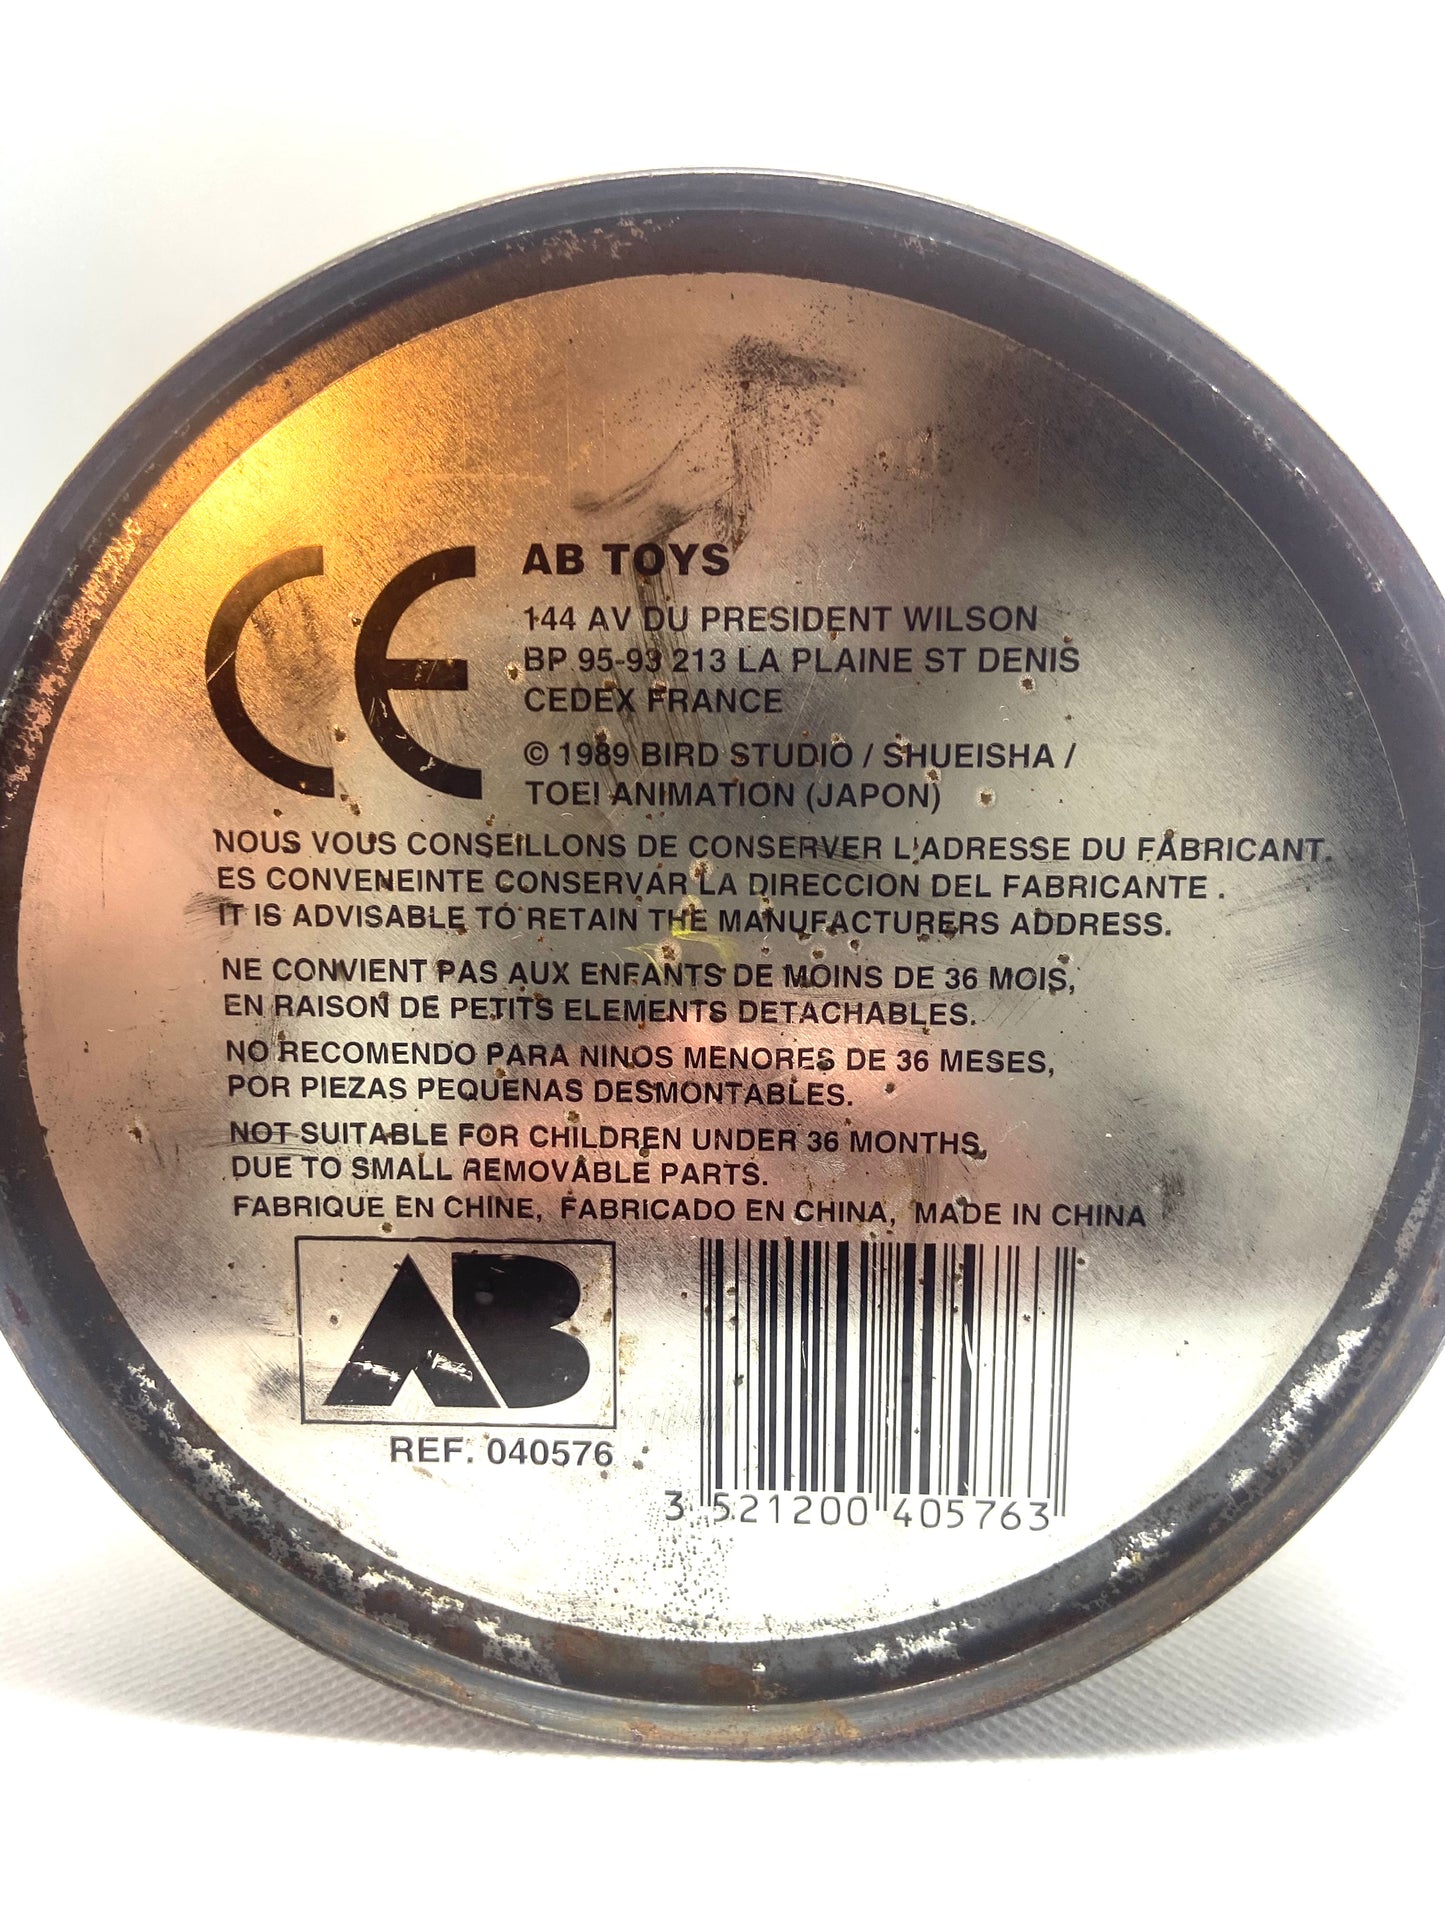 CE
AB TOYS
144 AV DU PRESIDENT WILSON
BP 95-93 213 LA PLAINE ST DENIS
CEDEX FRANCE
© 1989 BIRD STUDIO / SHUEISHA /
TOEI ANIMATION (JAPON)
NOUS VOUS CONSEILLONS DE CONSERVER L'ADRESSE DU FABRICANT.
ES CONVENEINTE CONSERVAR LA DIRECCION DEL FABRICANTE .
IT IS ADVISABLE TO RETAIN THE MANUFACTURERS ADDRESS.
NE CONVIENT PAS AUX ENFANTS DE MOINS DE 36 MOIS,
EN RAISON DE PETITS ELEMENTS DETACHABLES.
NO RECOMENDO PARA NINOS MENORES DE 36 MESES,
POR PIEZAS PEQUENAS DESMONTABLES.
NOT SUITABLE FOR CHILDREN UNDER 36 MONTHS,
DUE TO SMALL REMOVABLE PARTS.
FABRIQUE EN CHINE, FABRICADO EN CHINA, MADE IN CHINA
AB
REF. 040576
3 521200 405763